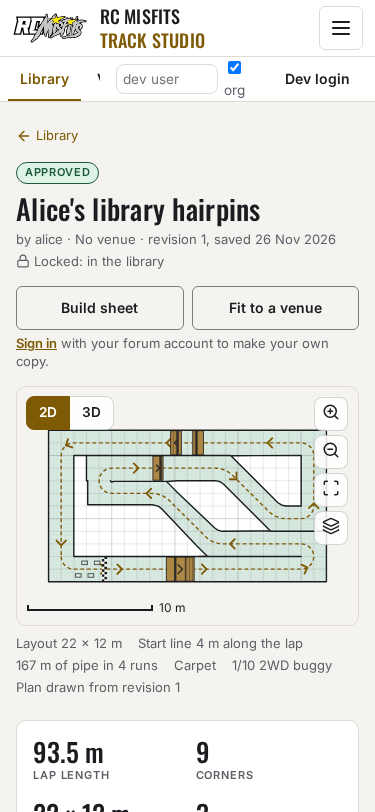 RC Misfits
RC MISFITS
TRACK STUDIO
Library
dev user
org
Dev login
Library
APPROVED
Alice's library hairpins
by alice · No venue · revision 1, saved 26 Nov 2026
Locked: in the library
Build sheet
Fit to a venue
Sign in with your forum account to make your own
copy.
2D
3D
10 m
Layout 22 × 12 m Start line 4 m along the lap
167 m of pipe in 4 runs Carpet 1/10 2WD buggy
Plan drawn from revision 1
93.5 m
LAP LENGTH
9
CORNERS